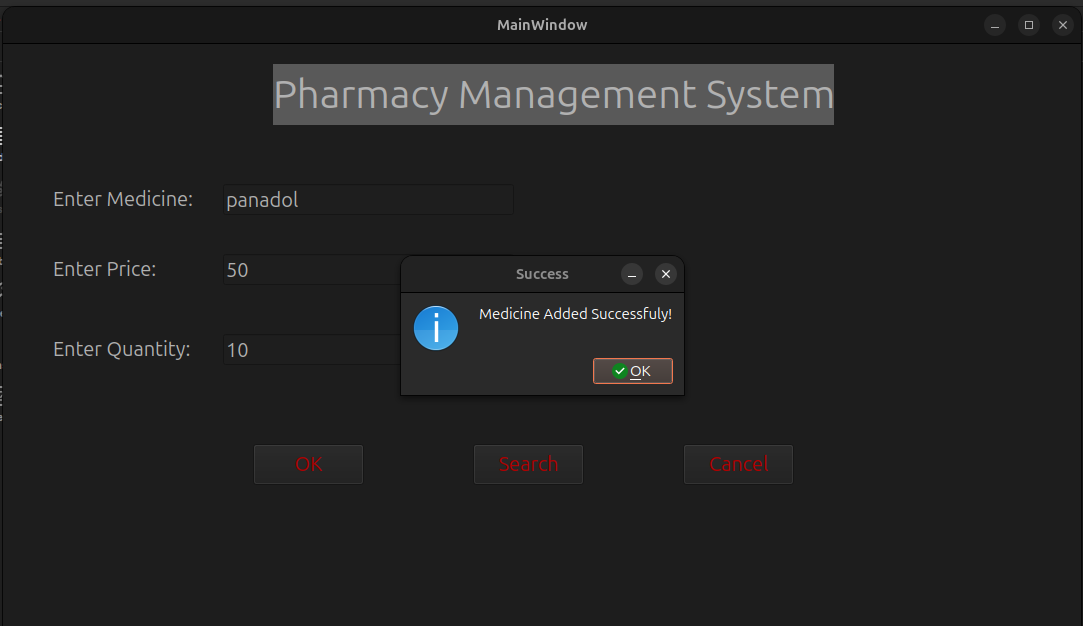 MainWindow
Pharmacy Management System
Enter Medicine: panadol
Enter Price: 50
Success
Medicine Added Successfuly!
OK
Enter Quantity: 10
OK Search Cancel